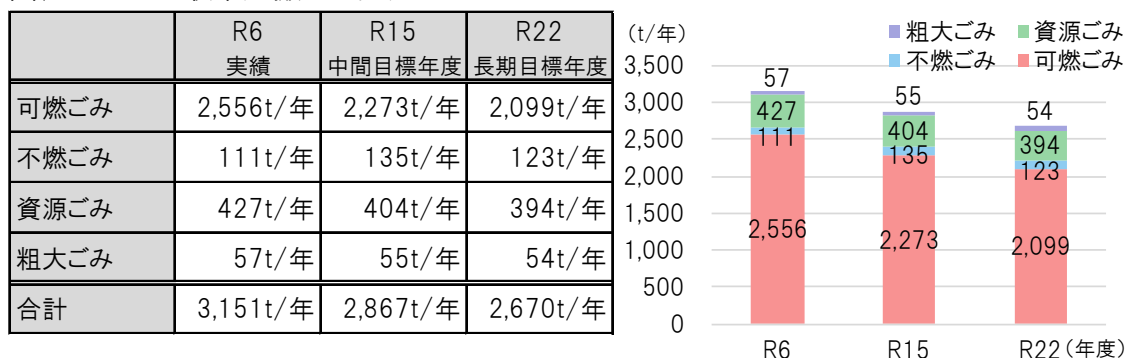 R6 R15 R22
実績 中間目標年度 長期目標年度
可燃ごみ 2,556t/年 2,273t/年 2,099t/年
不燃ごみ 111t/年 135t/年 123t/年
資源ごみ 427t/年 404t/年 394t/年
粗大ごみ 57t/年 55t/年 54t/年
合計 3,151t/年 2,867t/年 2,670t/年
(t/年)
粗大ごみ 資源ごみ
不燃ごみ 可燃ごみ
3,500
3,000
2,500
2,000
1,500
1,000
500
0
57
427
111
2,556
55
404
135
2,273
54
394
123
2,099
R6 R15 R22 (年度)